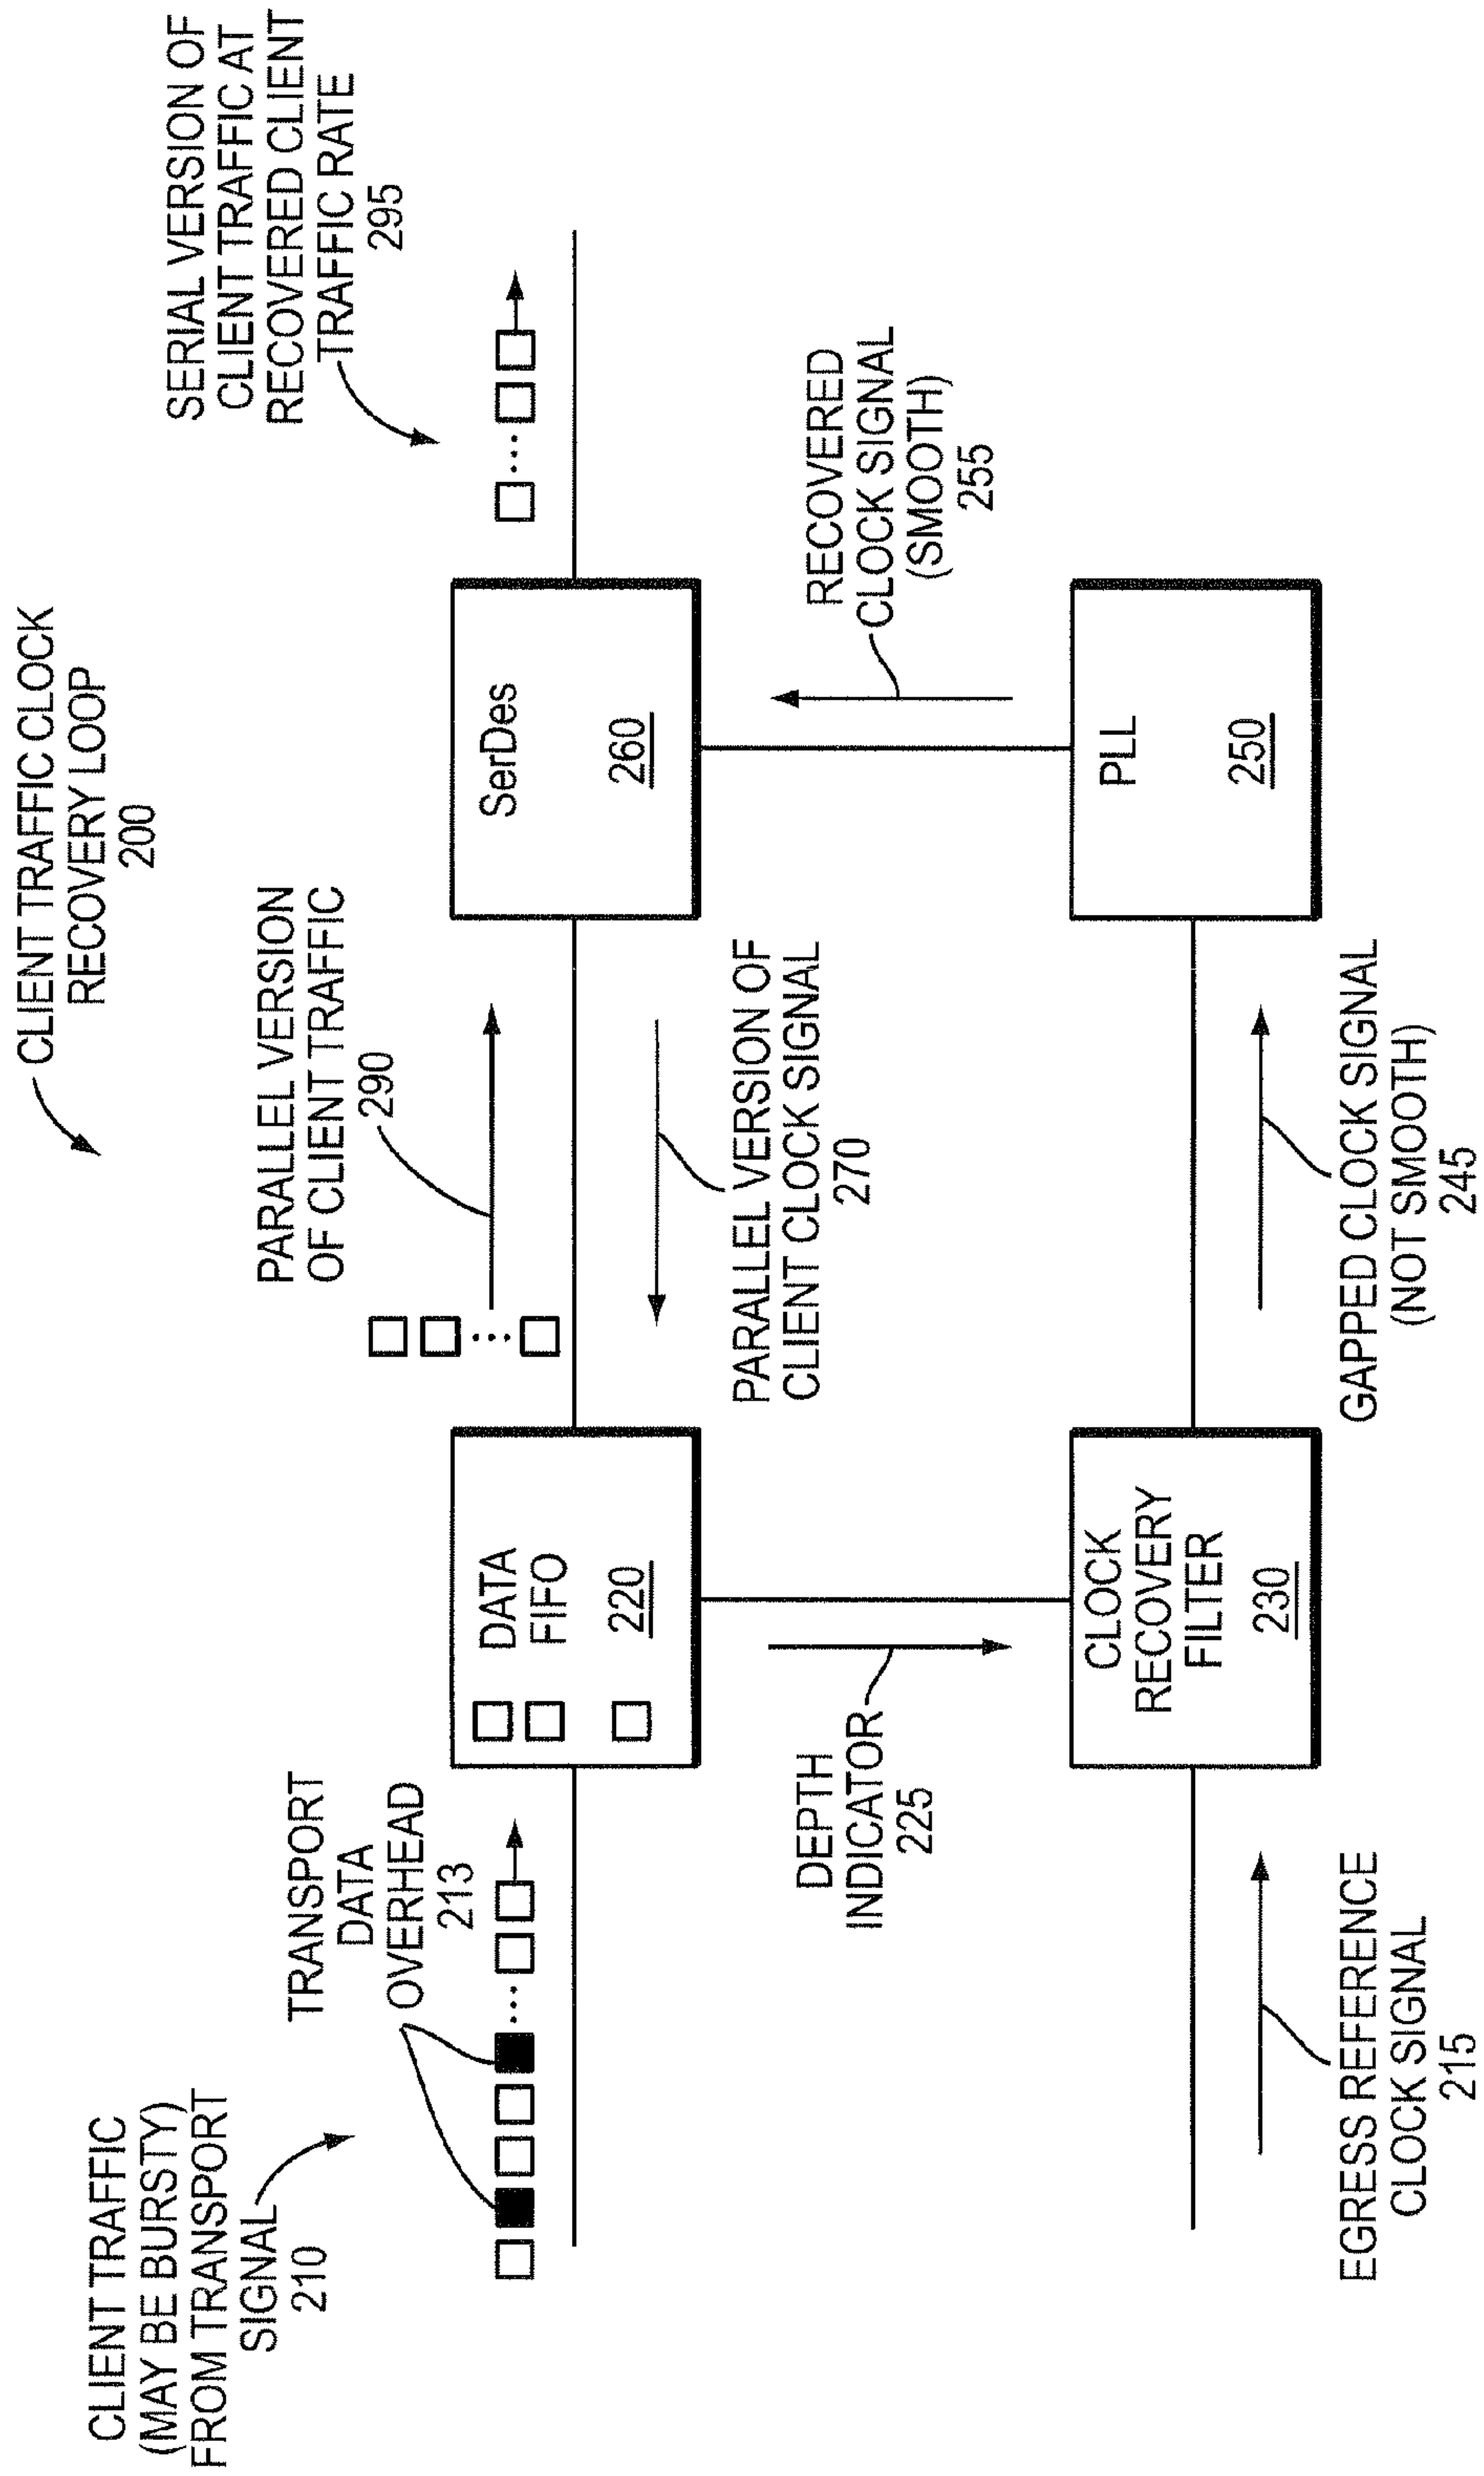 CLIENT TRAFFIC CLOCK
RECOVERY LOOP
200
CLIENT TRAFFIC
(MAY BE BURSTY)
FROM TRANSPORT
SIGNAL
210
TRANSPORT
DATA
OVERHEAD
213
PARALLEL VERSION
OF CLIENT TRAFFIC
290
SERIAL VERSION OF
CLIENT TRAFFIC AT
RECOVERED CLIENT
TRAFFIC RATE
295
DATA
FIFO
220
SerDes
260
PARALLEL VERSION OF
CLIENT CLOCK SIGNAL
270
DEPTH
INDICATOR
225
RECOVERED
CLOCK SIGNAL
(SMOOTH)
255
CLOCK
RECOVERY
FILTER
230
PLL
250
EGRESS REFERENCE
CLOCK SIGNAL
215
GAPPED CLOCK SIGNAL
(NOT SMOOTH)
245